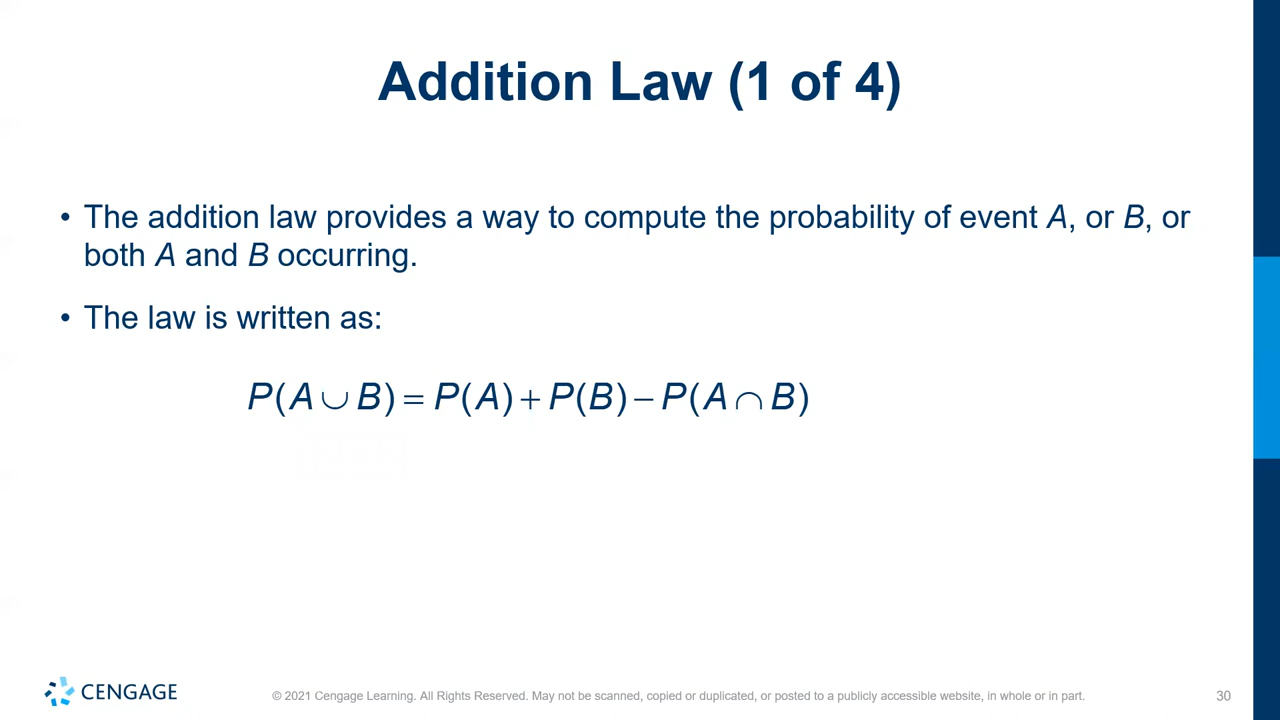 Addition Law (1 of 4)
• The addition law provides a way to compute the probability of event A, or B, or
both A and B occurring.
• The law is written as:
P(A ∪ B) = P(A) + P(B) − P(A ∩ B)
CENGAGE
© 2021 Cengage Learning. All Rights Reserved. May not be scanned, copied or duplicated, or posted to a publicly accessible website, in whole or in part.
30